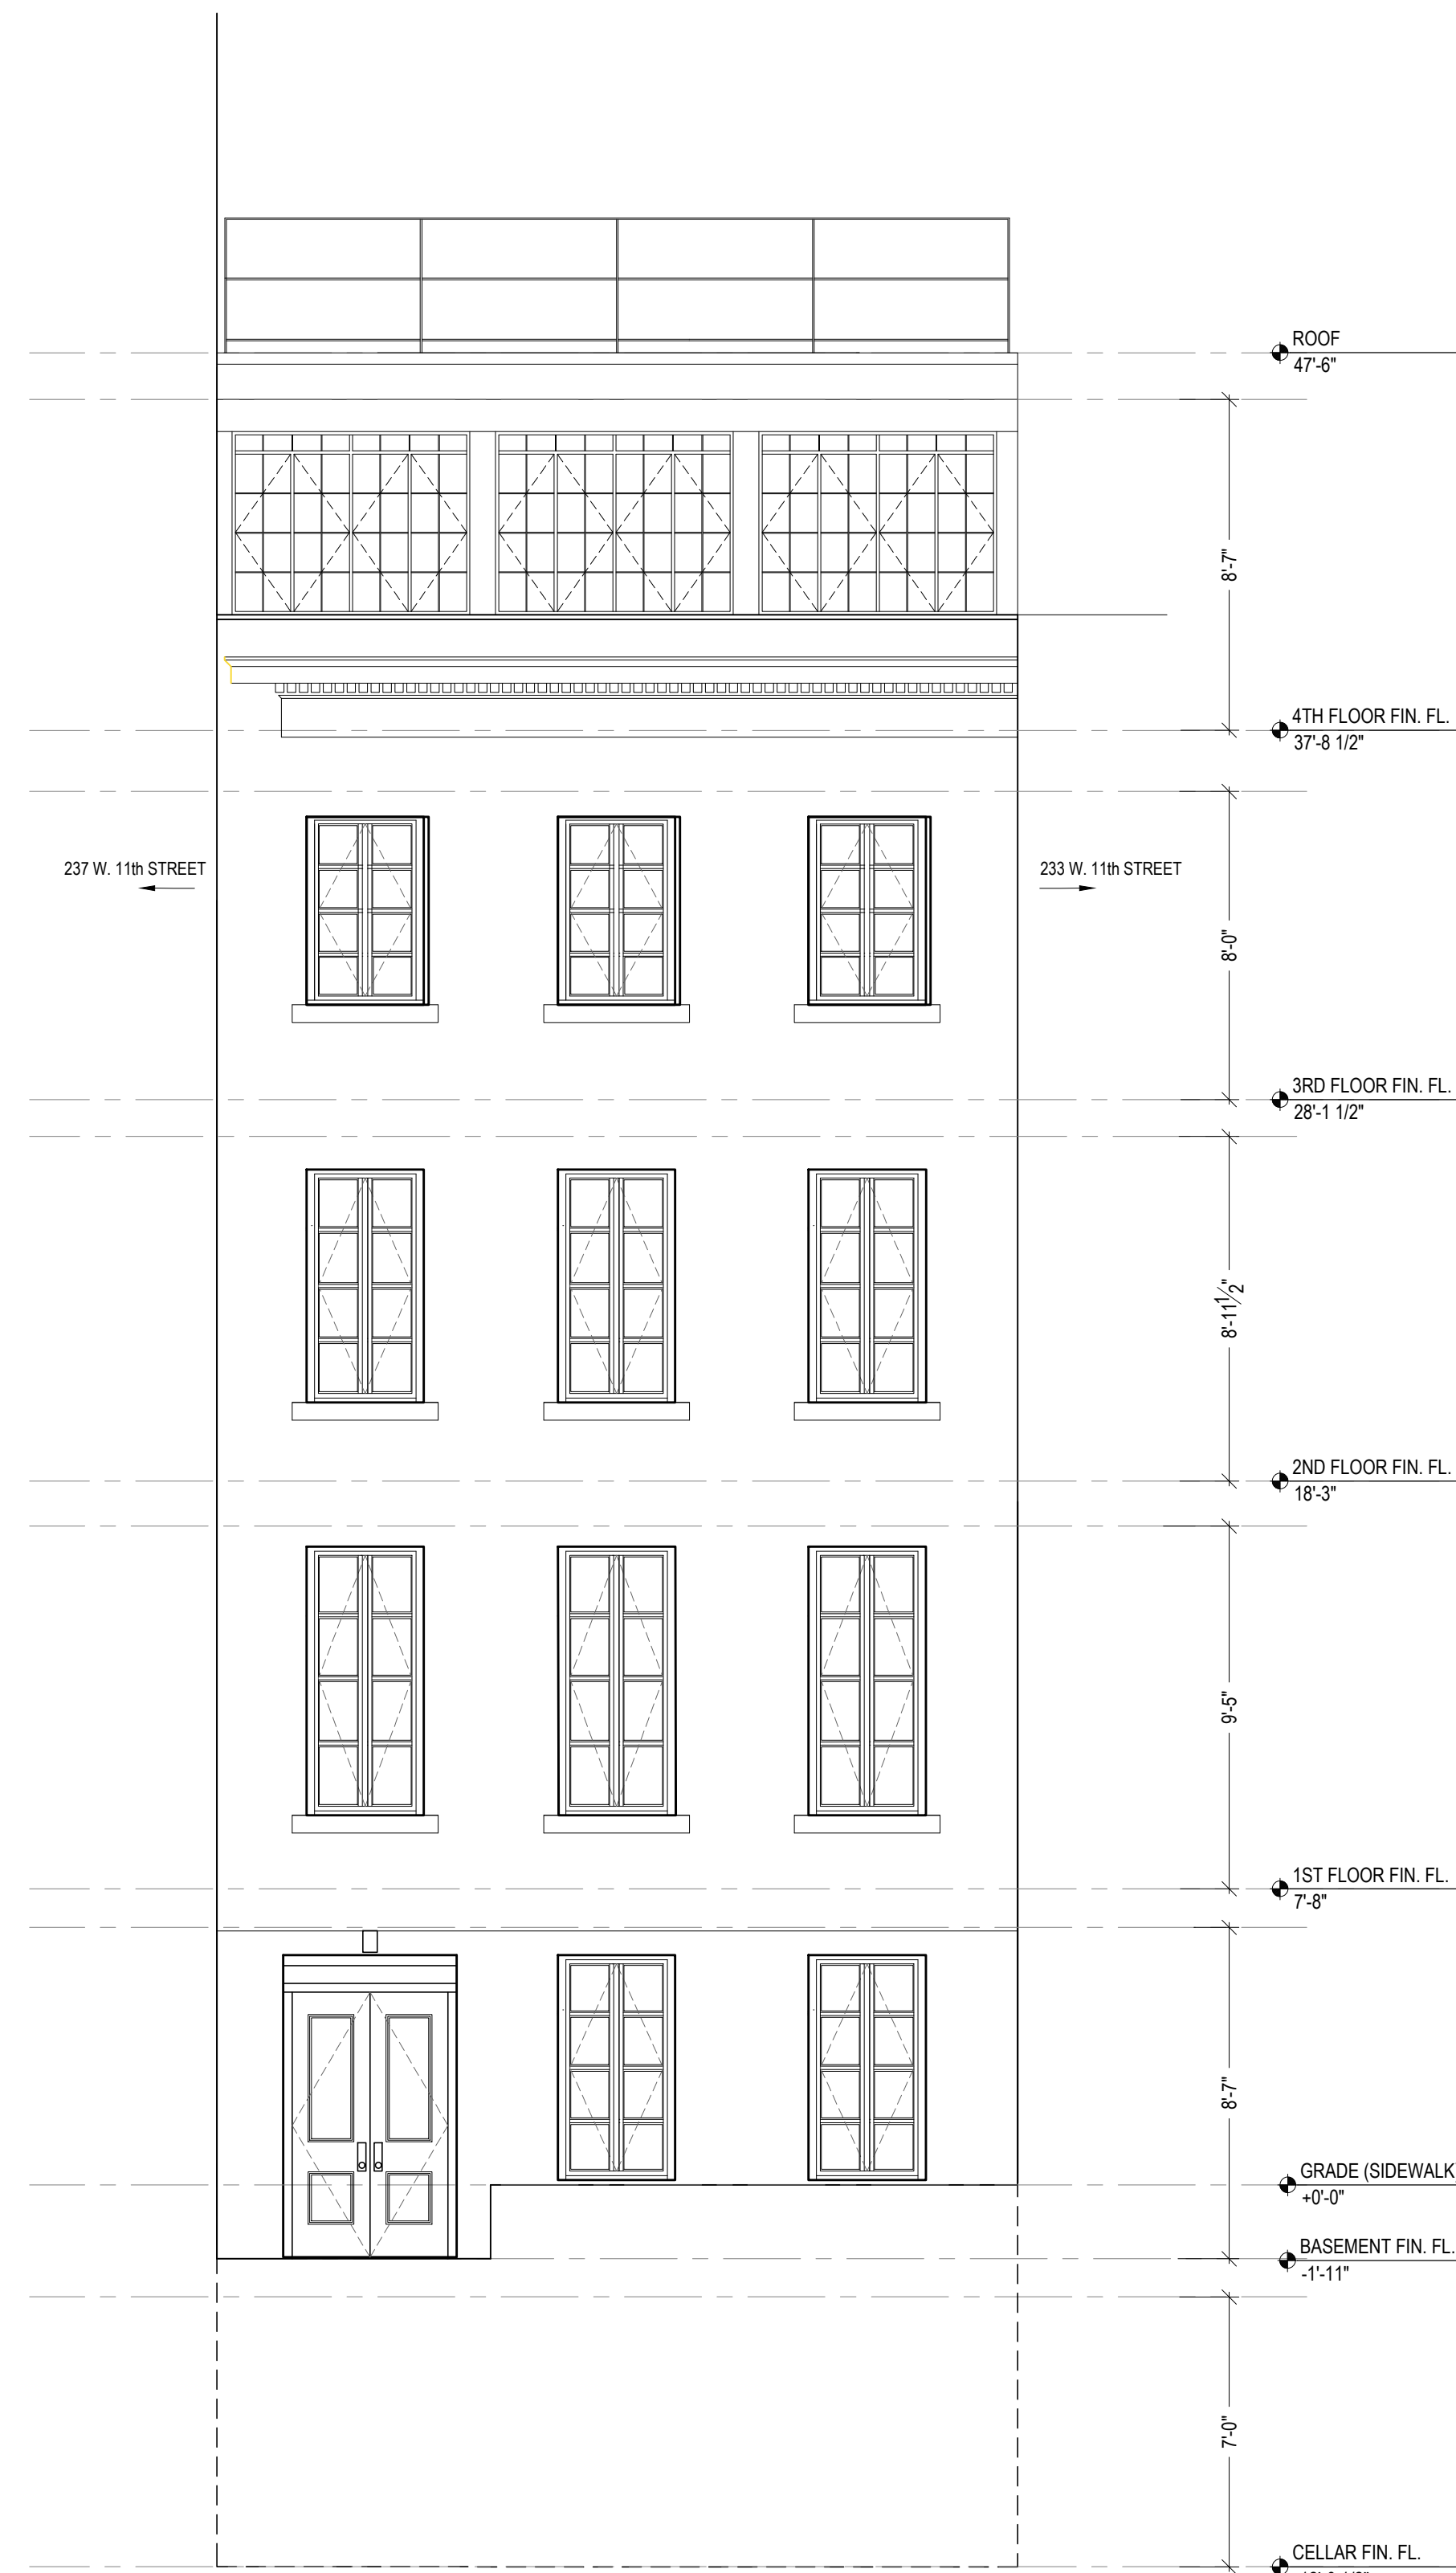 ROOF
47'-6"
8'-7"
4TH FLOOR FIN. FL.
37'-8 1/2"
237 W. 11th STREET
233 W. 11th STREET
8'-0"
3RD FLOOR FIN. FL.
28'-1 1/2"
8'-11 1/2"
2ND FLOOR FIN. FL.
18'-3"
9'-5"
1ST FLOOR FIN. FL.
7'-8"
8'-7"
GRADE (SIDEWALK
+0'-0"
BASEMENT FIN. FL.
-1'-11"
7'-0"
CELLAR FIN. FL.